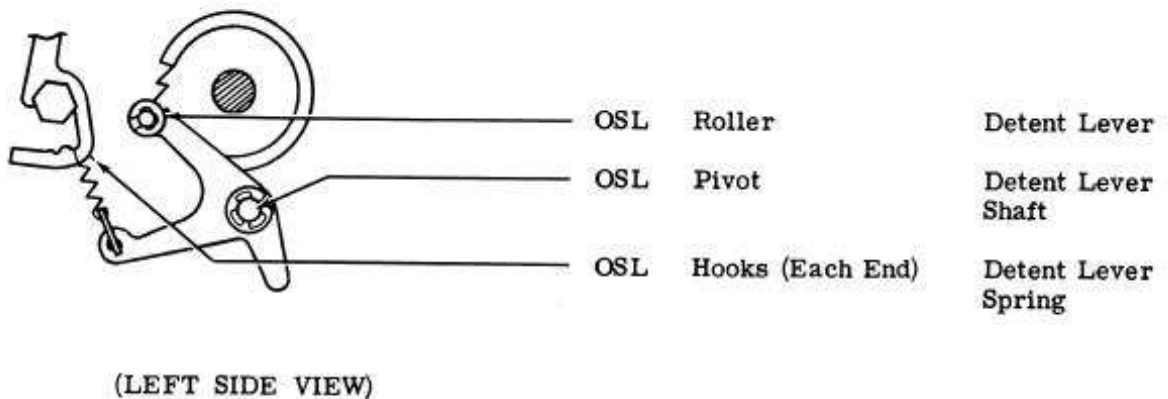 OSL Roller Detent Lever
OSL Pivot Detent Lever
Shaft
OSL Hooks (Each End) Detent Lever
Spring
(LEFT SIDE VIEW)